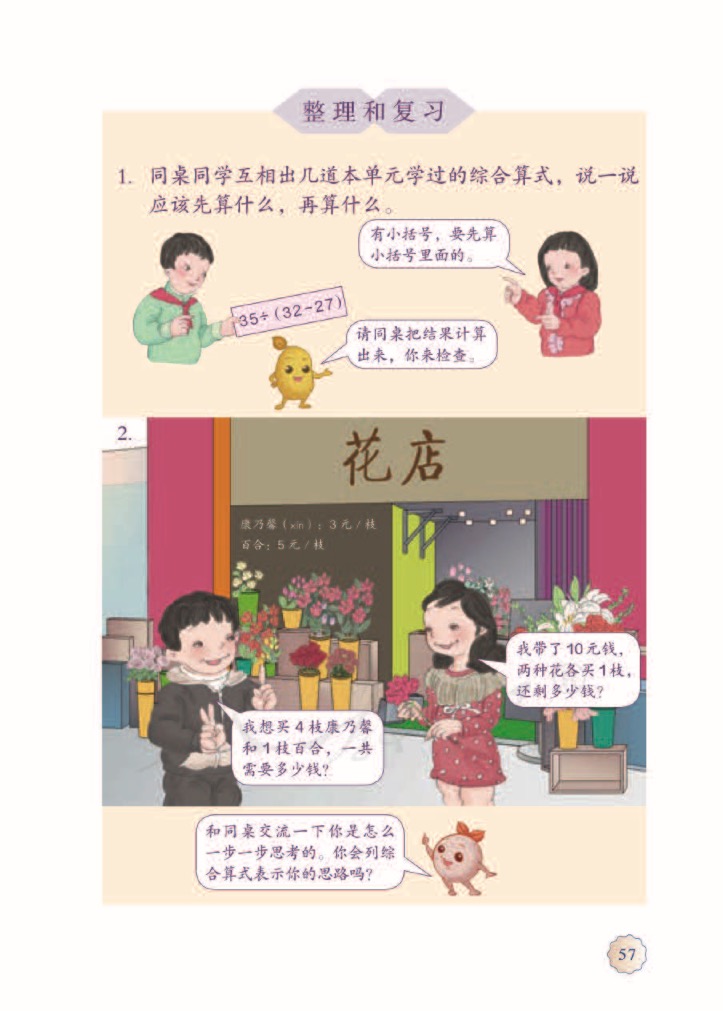 整理和复习
1. 同桌同学互相出几道本单元学过的综合算式，说一说
应该先算什么，再算什么。
有小括号，要先算
小括号里面的。
35÷(32-27)
请同桌把结果计算
出来，你来检查。
2.
花店
康乃馨（xīn）：3元/枝
百合：5元/枝
我带了10元钱，
两种花各买1枝，
还剩多少钱？
我想买4枝康乃馨
和1枝百合，一共
需要多少钱？
和同桌交流一下你是怎么
一步一步思考的。你会列综
合算式表示你的思路吗？
57